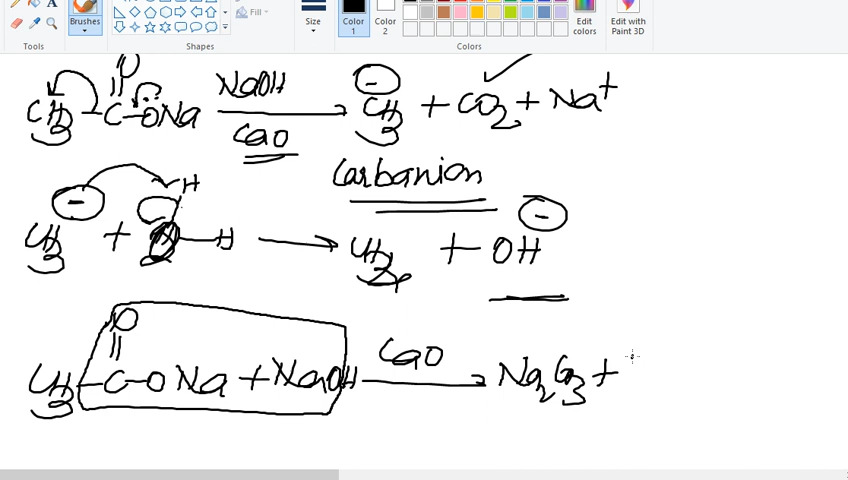 Brushes
Fill
Size
Color 1
Color 2
Edit colors
Edit with Paint 3D
Tools
Shapes
Colors
O
CH3 - C - ONa NaOH CaO → CH3 + CO2 + Na+
Carbanion
CH3 + H - H → CH4 + OH
O
CH3 - C - O Na + NaOH CaO → Na2CO3 +